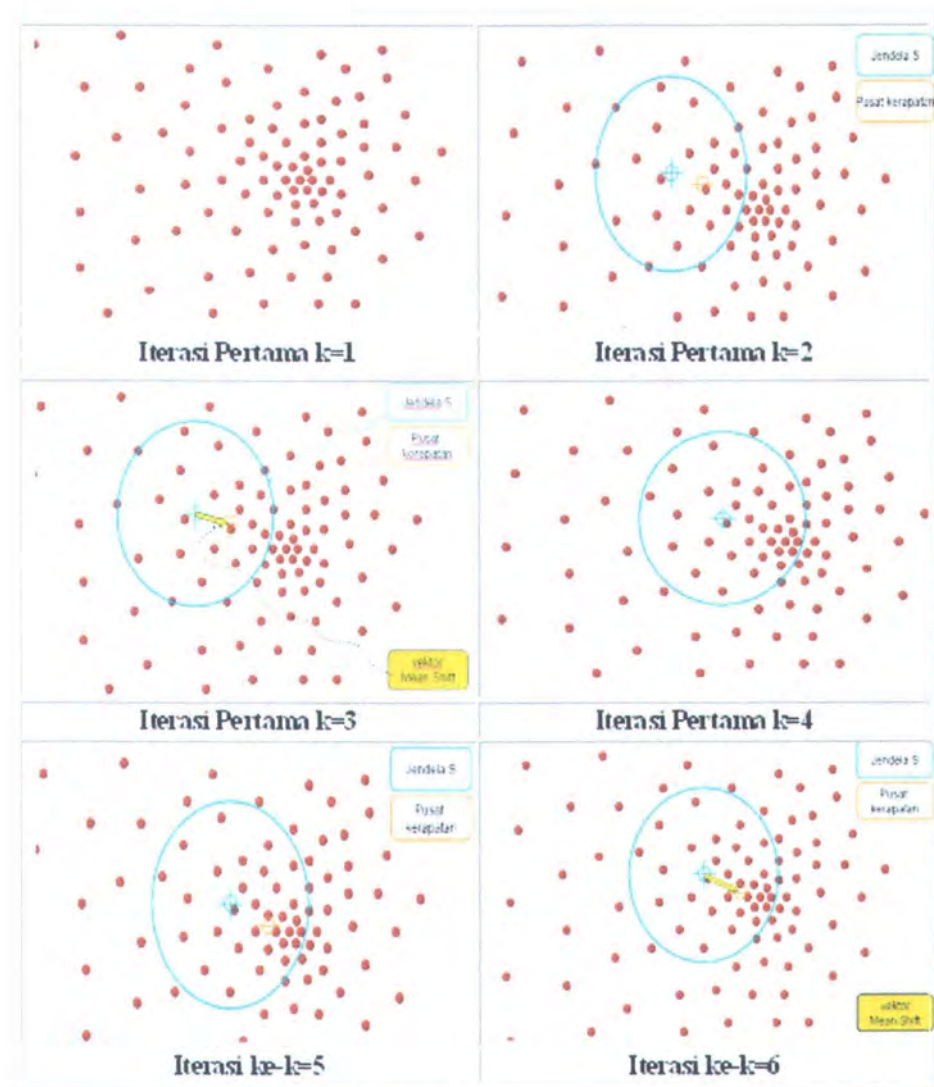 Jendela S
Pusat kerapatan
Iterasi Pertama k=1
Iterasi Pertama k=2
Jendela S
Pusat
kerapatan
vektor
Mean Shift
Iterasi Pertama k=3
Iterasi Pertama k=4
Jendela S
Pusat
kerapatan
Jendela S
Pusat
kerapatan
vektor
Mean Shift
Iterasi ke-k=5
Iterasi ke-k=6